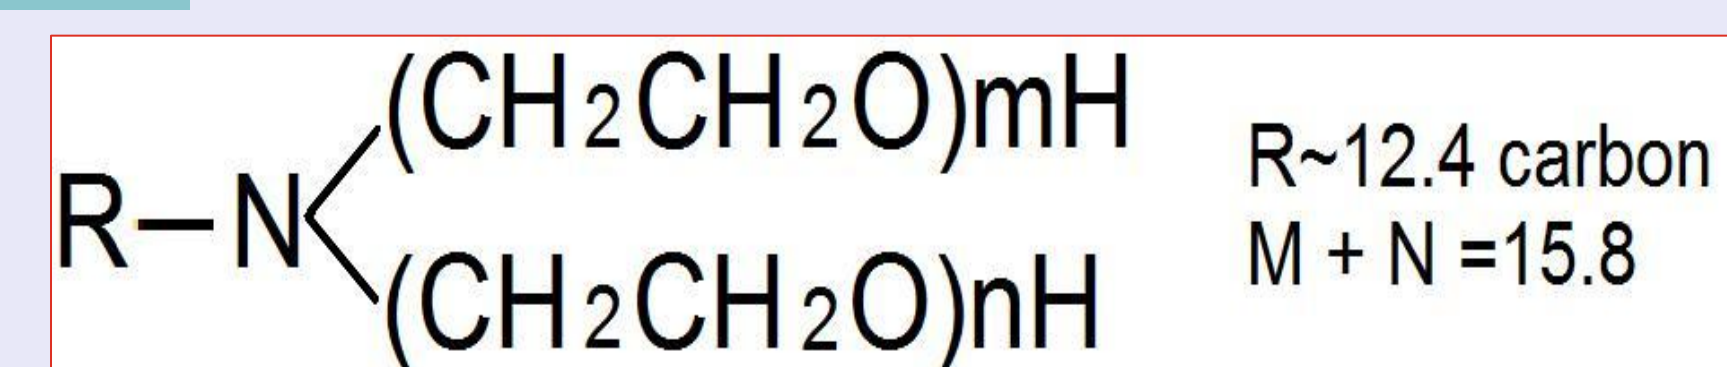 (CH2CH2O)mH
R~12.4 carbon
R–N
M + N =15.8
(CH2CH2O)nH